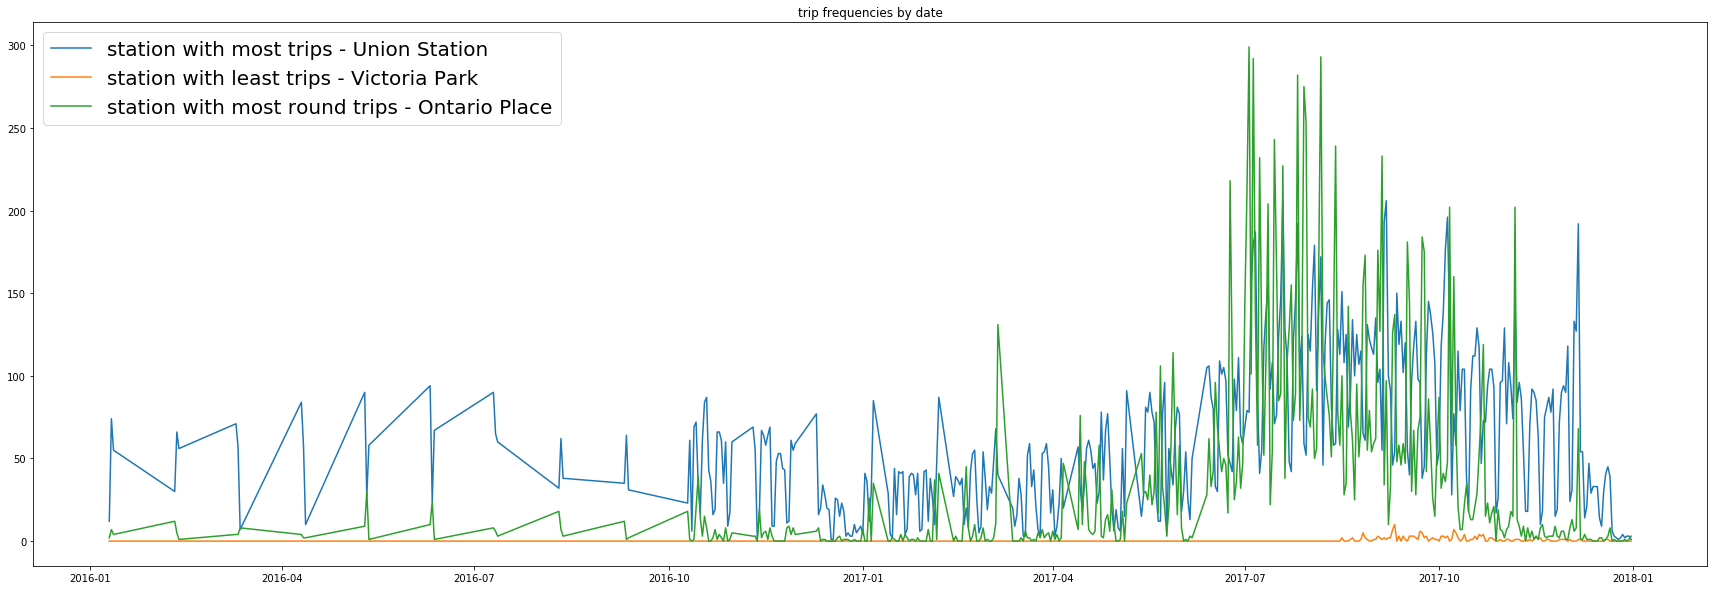 trip frequencies by date
station with most trips - Union Station
station with least trips - Victoria Park
station with most round trips - Ontario Place
300
250
200
150
100
50
0
2016-01 2016-04 2016-07 2016-10 2017-01 2017-04 2017-07 2017-10 2018-01